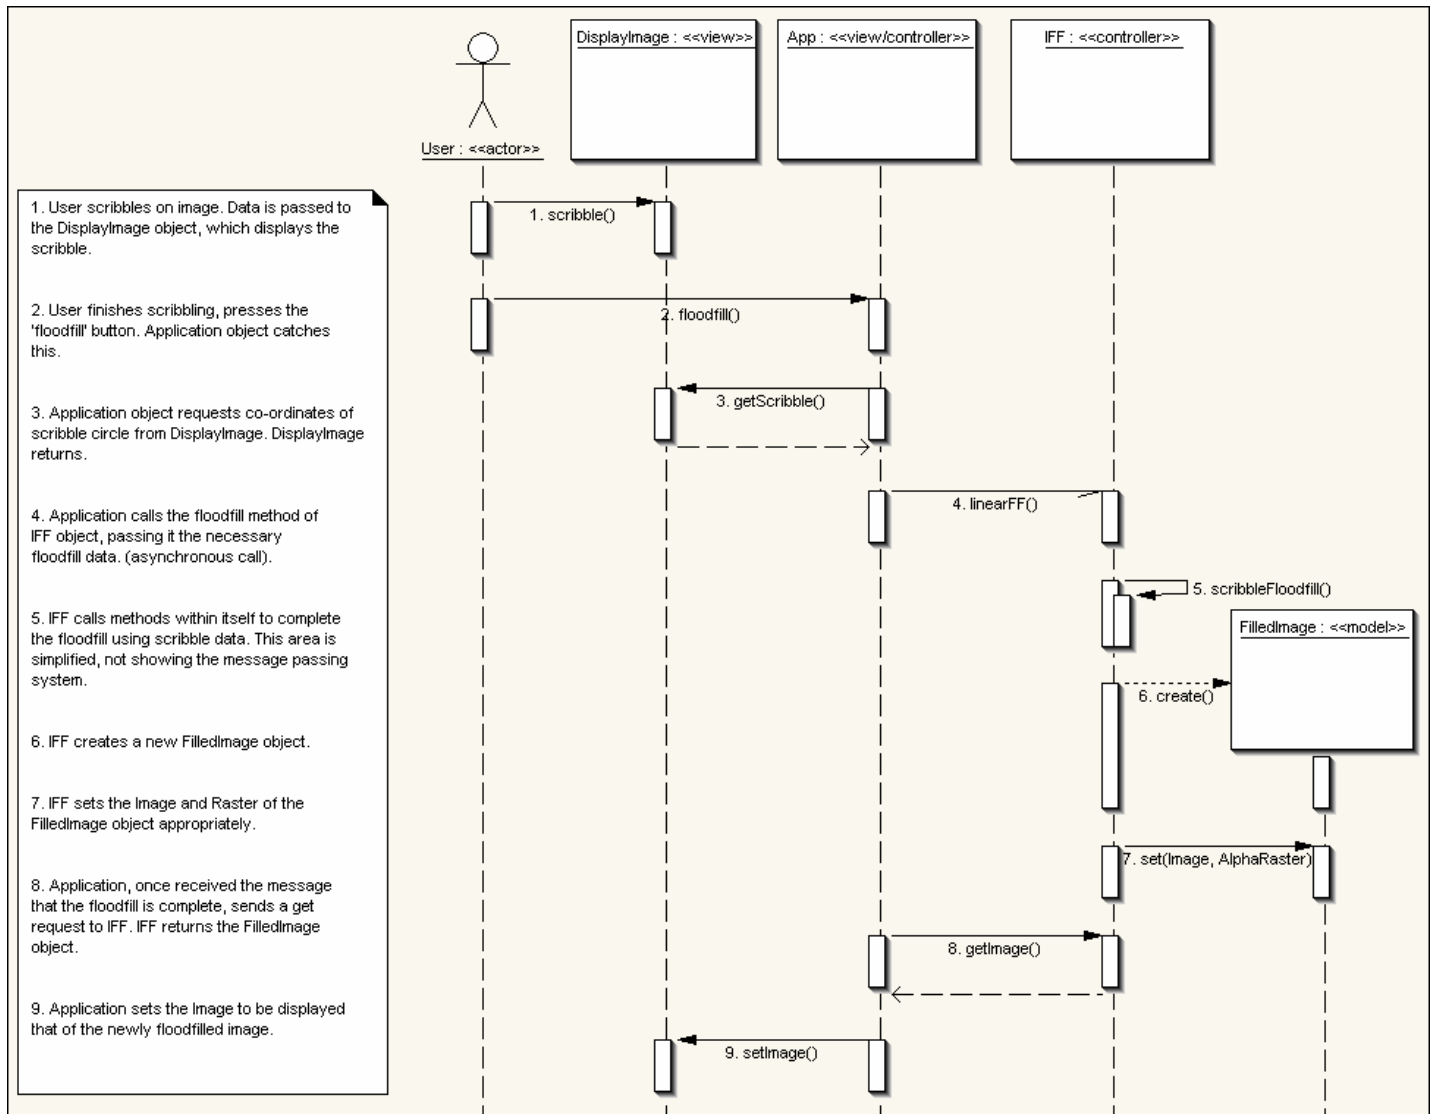 DisplayImage : <<view>>
App : <<view/controller>>
IFF : <<controller>>
User : <<actor>>
1. User scribbles on image. Data is passed to
the DisplayImage object, which displays the
scribble.
2. User finishes scribbling, presses the
'floodfill' button. Application object catches
this.
3. Application object requests co-ordinates of
scribble circle from DisplayImage. DisplayImage
returns.
4. Application calls the floodfill method of
IFF object, passing it the necessary
floodfill data. (asynchronous call).
5. IFF calls methods within itself to complete
the floodfill using scribble data. This area is
simplified, not showing the message passing
system.
6. IFF creates a new FilledImage object.
7. IFF sets the Image and Raster of the
FilledImage object appropriately.
8. Application, once received the message
that the floodfill is complete, sends a get
request to IFF. IFF returns the FilledImage
object.
9. Application sets the Image to be displayed
that of the newly floodfilled image.
1. scribble()
2. floodfill()
3. getScribble()
4. linearFF()
5. scribbleFloodfill()
FilledImage : <<model>>
6. create()
7. set(Image, AlphaRaster)
8. getImage()
9. setImage()